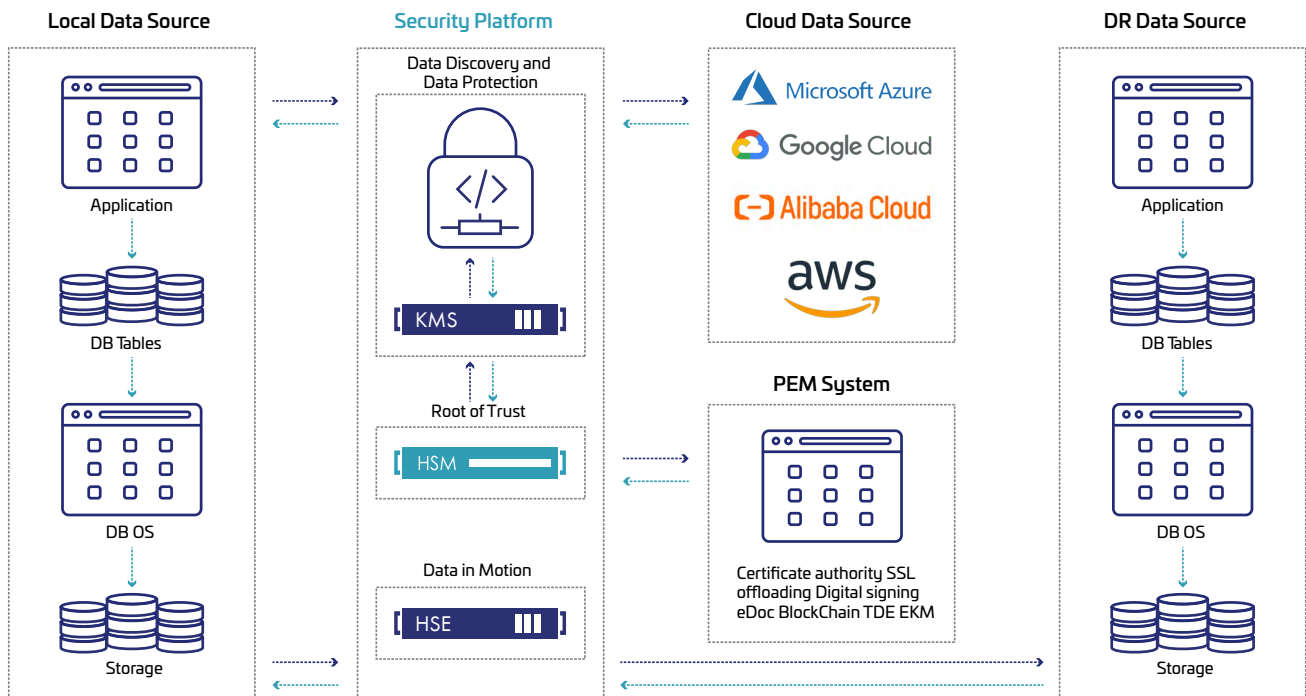 Local Data Source
Application
DB Tables
DB OS
Storage
Security Platform
Data Discovery and
Data Protection
KMS
Root of Trust
HSM
Data in Motion
HSE
Cloud Data Source
Microsoft Azure
Google Cloud
Alibaba Cloud
aws
PEM System
Certificate authority SSL
offloading Digital signing
eDoc BlockChain TDE EKM
DR Data Source
Application
DB Tables
DB OS
Storage